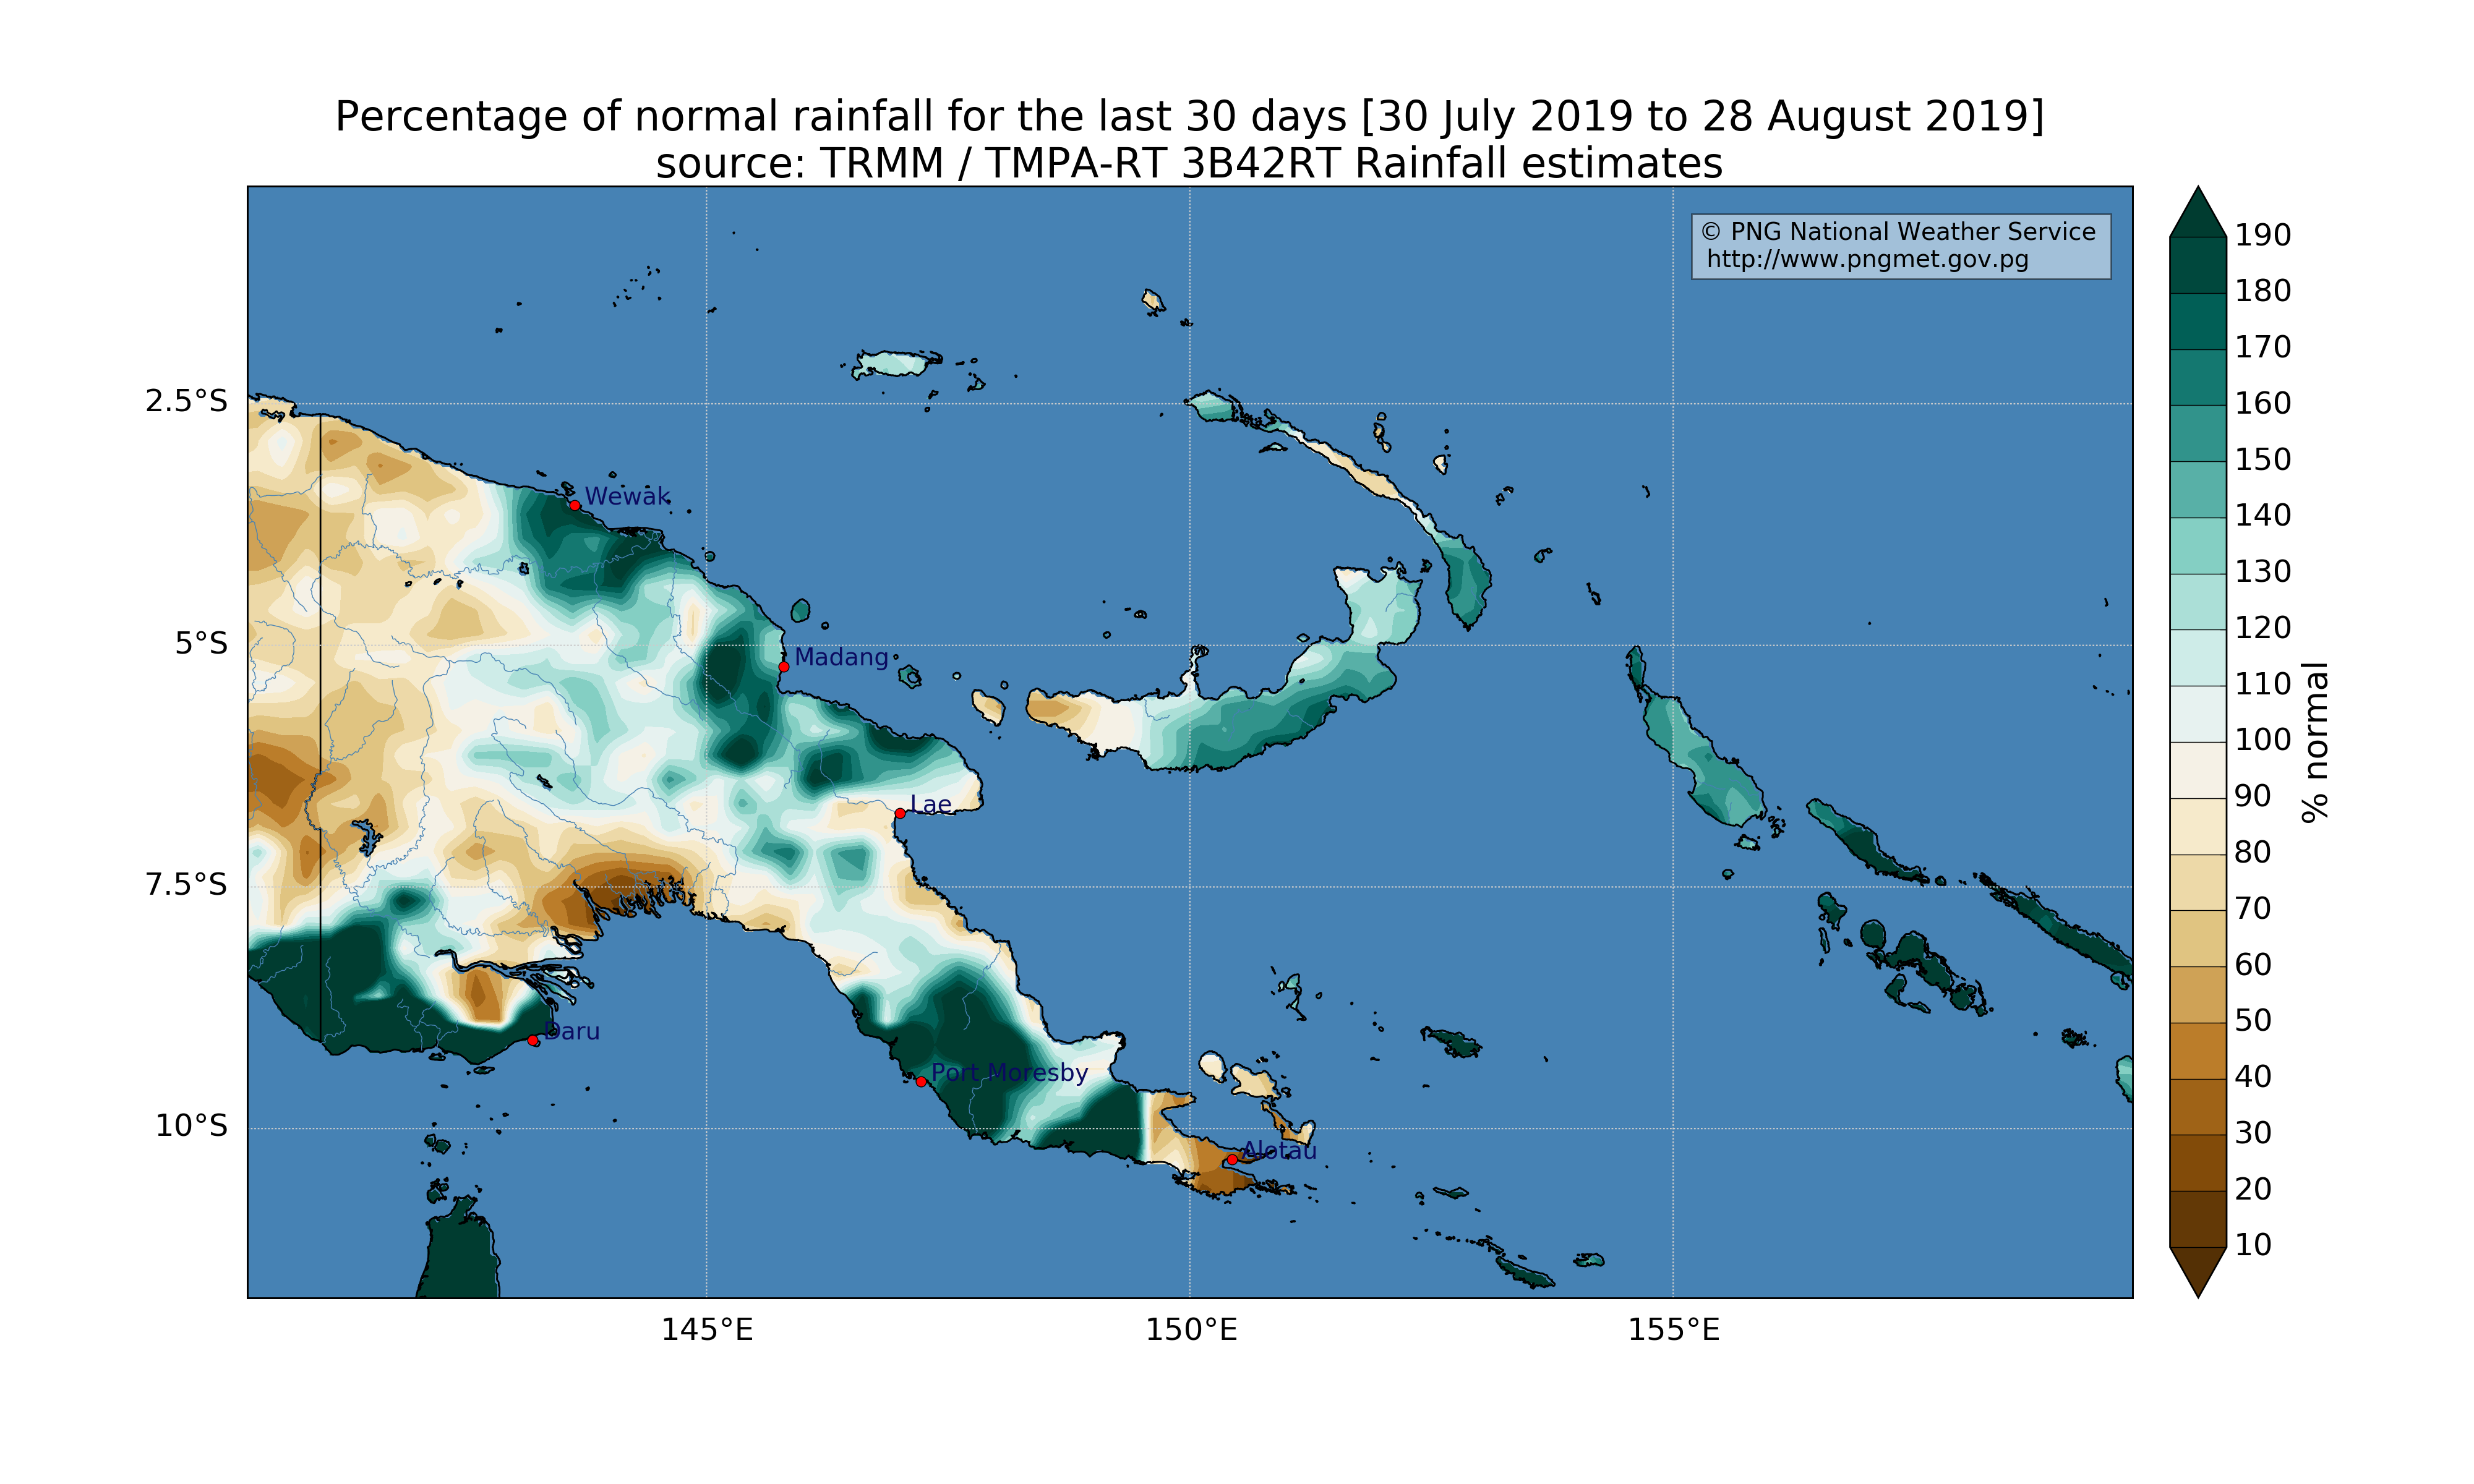 Percentage of normal rainfall for the last 30 days [30 July 2019 to 28 August 2019]
source: TRMM / TMPA-RT 3B42RT Rainfall estimates
© PNG National Weather Service
http://www.pngmet.gov.pg
190
180
170
160
150
140
130
120
110
100
90
80
70
60
50
40
30
20
10
% normal
2.5°S
5°S
7.5°S
10°S
Wewak
Madang
Lae
Daru
Port Moresby
Alotau
145°E
150°E
155°E